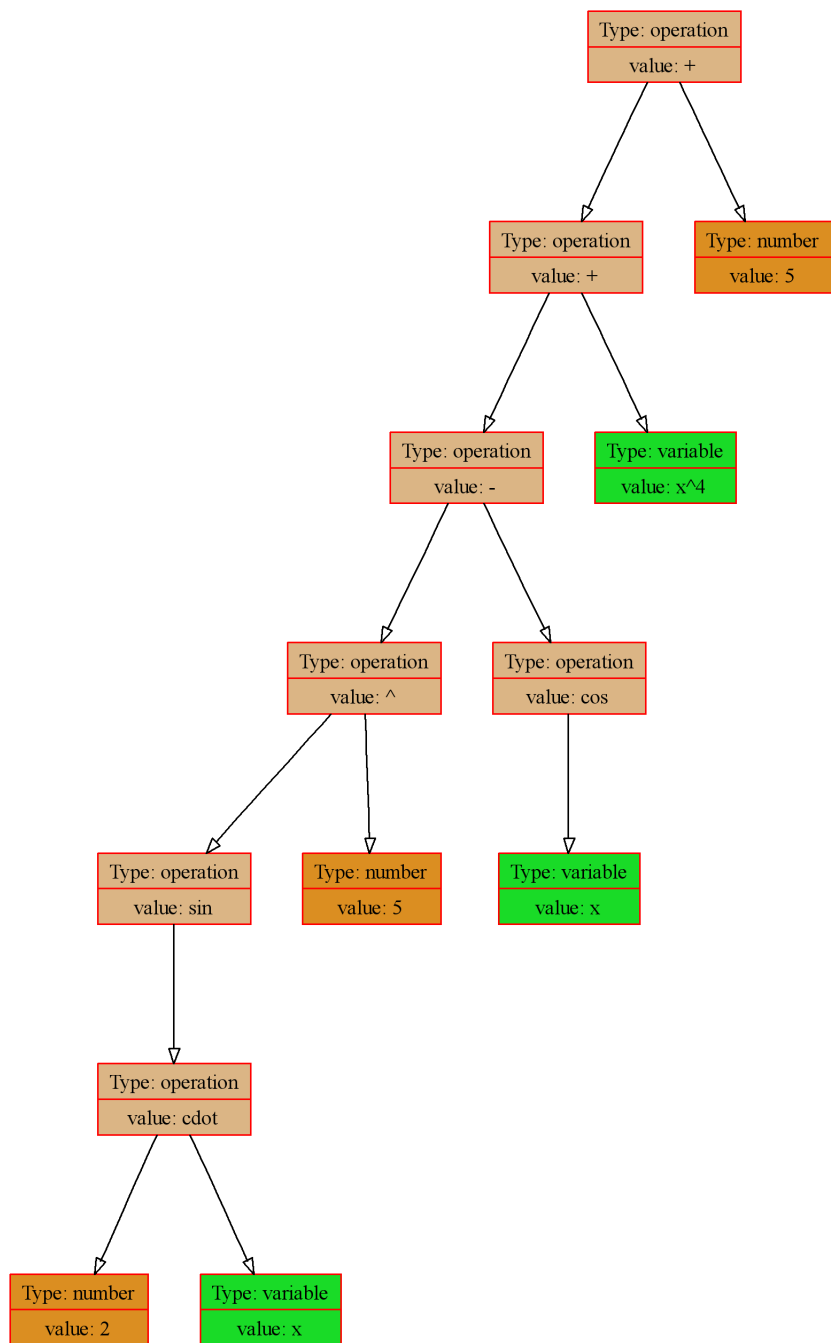 Type: operation
value: +
Type: operation
value: +
Type: number
value: 5
Type: operation
value: -
Type: variable
value: x^4
Type: operation
value: ^
Type: operation
value: cos
Type: operation
value: sin
Type: number
value: 5
Type: variable
value: x
Type: operation
value: cdot
Type: number
value: 2
Type: variable
value: x